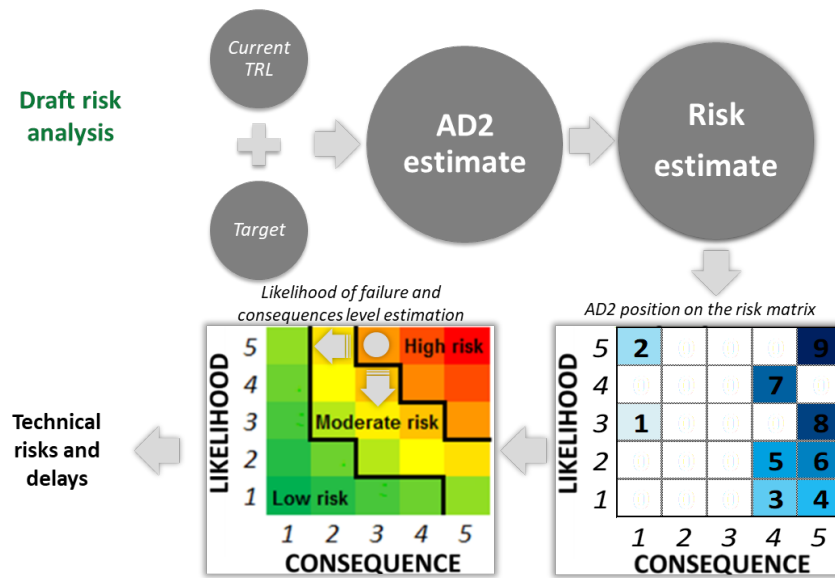 Current
TRL
Draft risk
analysis
AD2
estimate
Risk
estimate
Target
Likelihood of failure and
consequences level estimation
AD2 position on the risk matrix
LIKELIHOOD
5
4
3
2
1
High risk
Moderate risk
Low risk
1 2 3 4 5
CONSEQUENCE
LIKELIHOOD
5 2 9
4 7
3 1 8
2 5 6
1 3 4
1 2 3 4 5
CONSEQUENCE
Technical
risks and
delays